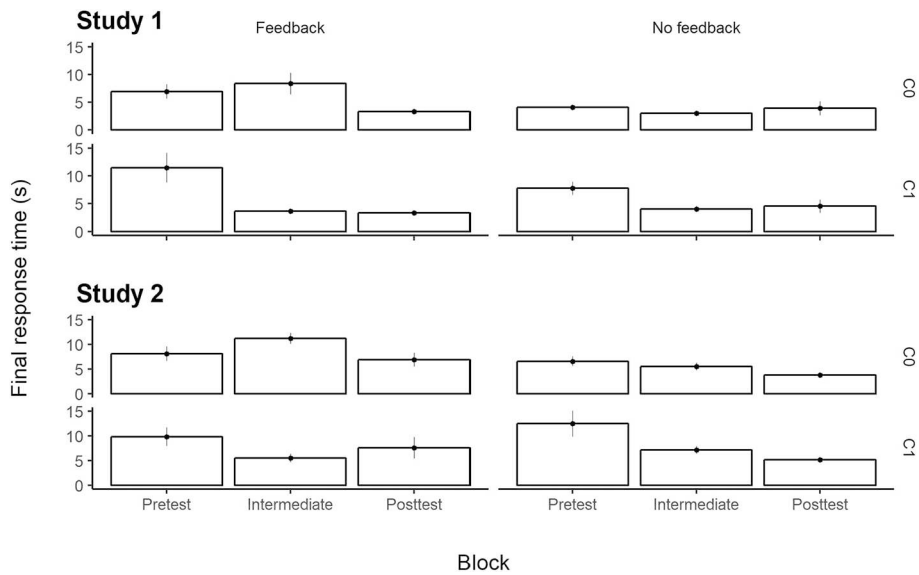 Study 1
Feedback
No feedback
15
10
5
0
C0
15
10
5
0
C1
Final response time (s)
Study 2
15
10
5
0
C0
15
10
5
0
C1
Pretest
Intermediate
Posttest
Pretest
Intermediate
Posttest
Block